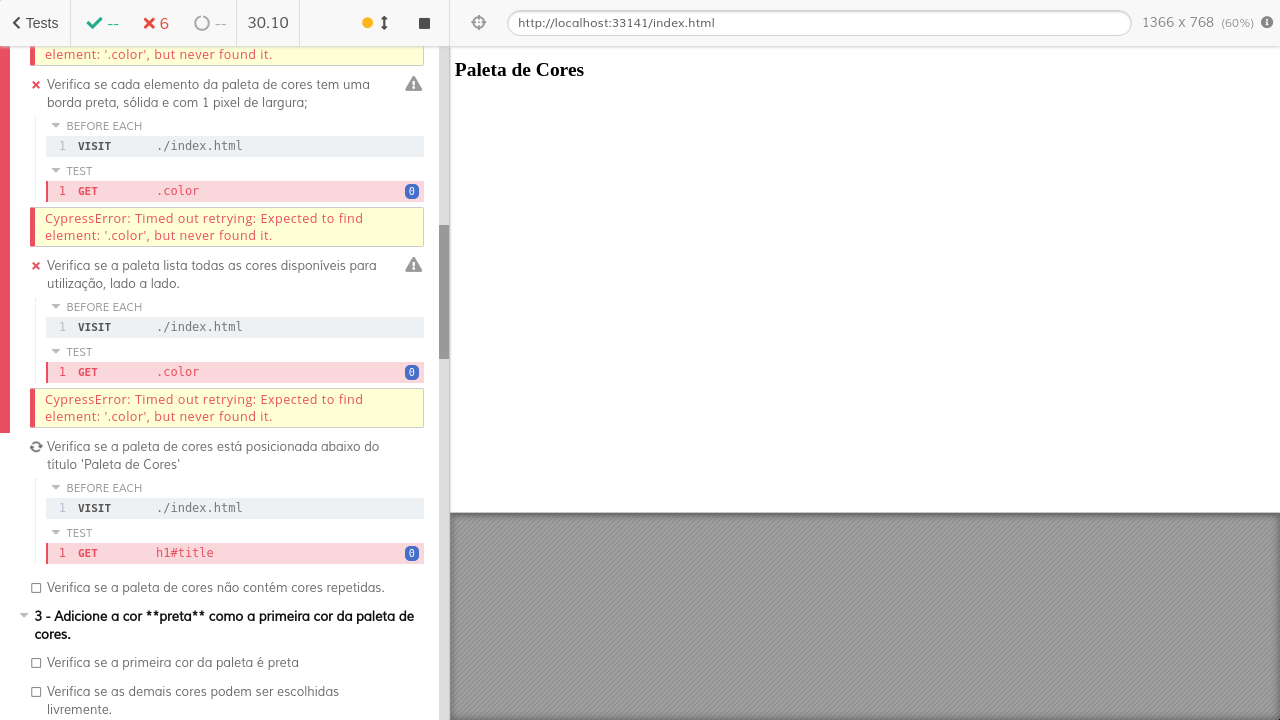 Tests
--
6
--
30.10
http://localhost:33141/index.html
1366 x 768 (60%)
element: '.color', but never found it.
Verifica se cada elemento da paleta de cores tem uma
borda preta, sólida e com 1 pixel de largura;
BEFORE EACH
1 VISIT ./index.html
TEST
1 GET .color 0
CypressError: Timed out retrying: Expected to find
element: '.color', but never found it.
Verifica se a paleta lista todas as cores disponíveis para
utilização, lado a lado.
BEFORE EACH
1 VISIT ./index.html
TEST
1 GET .color 0
CypressError: Timed out retrying: Expected to find
element: '.color', but never found it.
Verifica se a paleta de cores está posicionada abaixo do
título 'Paleta de Cores'
BEFORE EACH
1 VISIT ./index.html
TEST
1 GET h1#title 0
Verifica se a paleta de cores não contém cores repetidas.
3 - Adicione a cor **preta** como a primeira cor da paleta de
cores.
Verifica se a primeira cor da paleta é preta
Verifica se as demais cores podem ser escolhidas
livremente.
Paleta de Cores